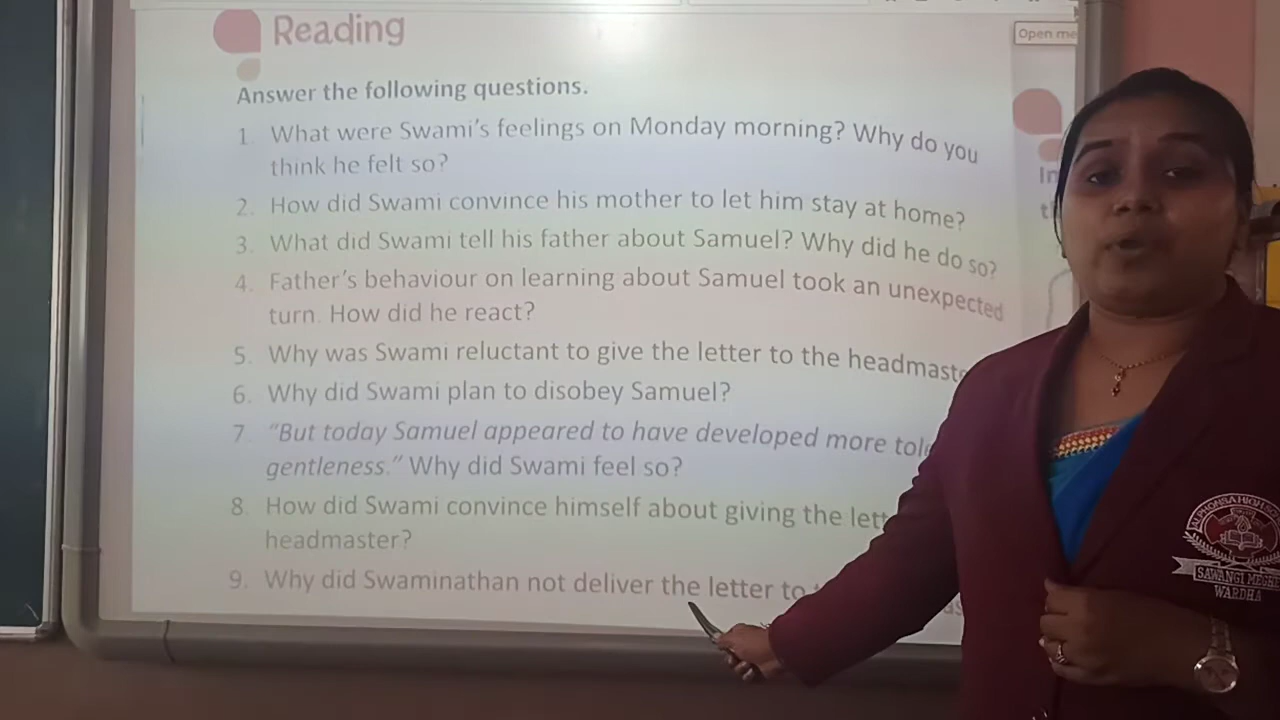 Reading
Open me
Answer the following questions.
1. What were Swami's feelings on Monday morning? Why do you
think he felt so?
2. How did Swami convince his mother to let him stay at home?
3. What did Swami tell his father about Samuel? Why did he do so?
4. Father's behaviour on learning about Samuel took an unexpected
turn. How did he react?
5. Why was Swami reluctant to give the letter to the headmaste
6. Why did Swami plan to disobey Samuel?
7. "But today Samuel appeared to have developed more tole
gentleness." Why did Swami feel so?
8. How did Swami convince himself about giving the lett
headmaster?
9. Why did Swaminathan not deliver the letter to
In
ALPHONSA HIGH
SAWANGI MEGH
WARDHA